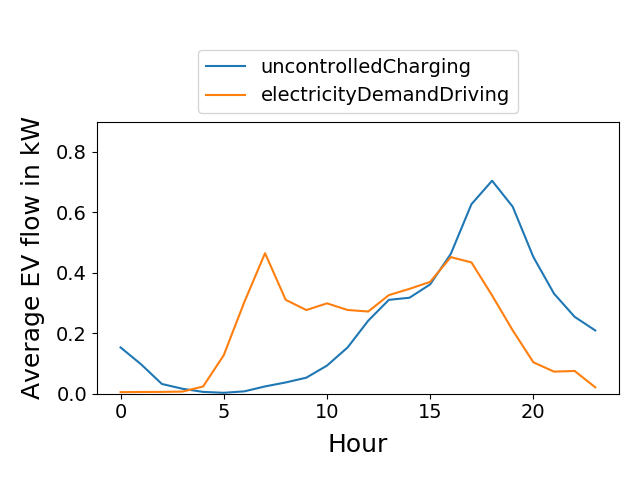 uncontrolledCharging
electricityDemandDriving
Average EV flow in kW
0.8
0.6
0.4
0.2
0.0
0 5 10 15 20
Hour